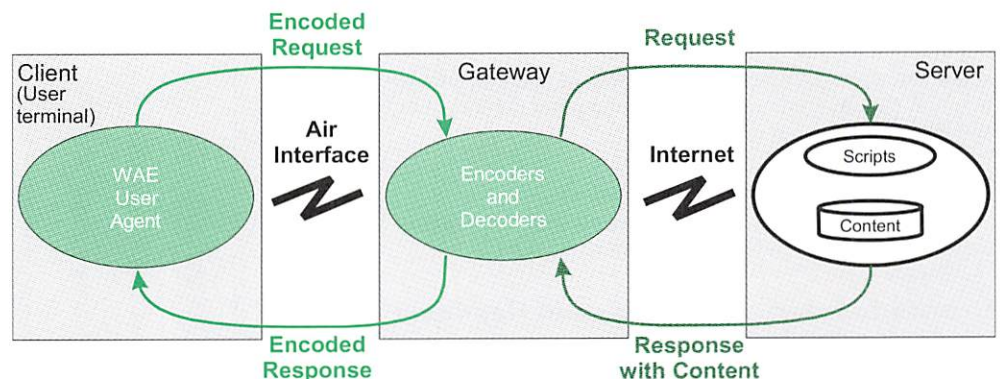 Encoded
Request
Request
Client
(User
terminal)
Gateway
Server
WAE
User
Agent
Air
Interface
Encoders
and
Decoders
Internet
Scripts
Content
Encoded
Response
Response
with Content